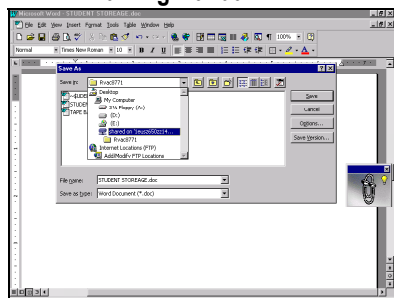 Microsoft Word - STUDENT STOREAGE.doc
File Edit View Insert Format Tools Table Window Help
100%
Normal Times New Roman 10 B I U
Save As
Save in: Rvac8771
Desktop
My Computer
3½ Floppy (A:)
(D:)
(E:)
Rvac8771
Internet Locations (FTP)
Add/Modify FTP Locations
Save
Cancel
Options...
Save Version...
File name: STUDENT STOREAGE.doc
Save as type: Word Document (*.doc)